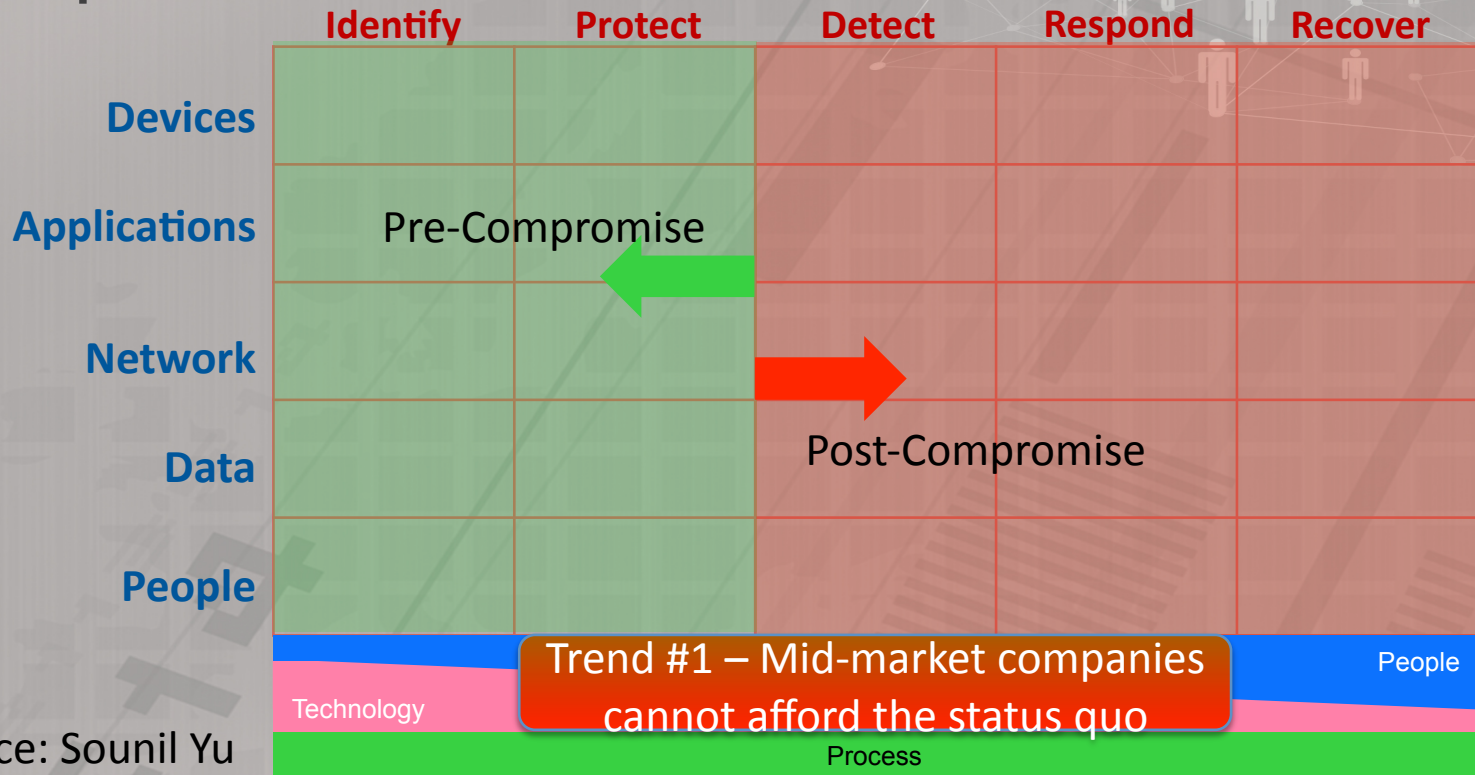 Identify Protect Detect Respond Recover
Devices
Applications
Pre-Compromise
Network
Post-Compromise
Data
People
Trend #1 – Mid-market companies
cannot afford the status quo
People
Technology
Sounil Yu
Process